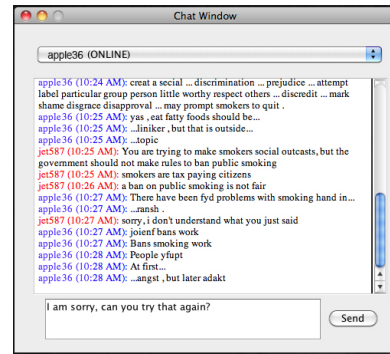 Chat Window
apple36 (ONLINE)
apple36 (10:24 AM): creat a social ... discrimination ... prejudice ... attempt
label particular group person little worthy respect others ... discredit ... mark
shame disgrace disapproval ... may prompt smokers to quit .
apple36 (10:25 AM): yas , eat fatty foods should be...
apple36 (10:25 AM): ...liniker , but that is outside...
apple36 (10:25 AM): ...topic
jet587 (10:25 AM): You are trying to make smokers social outcasts, but the
government should not make rules to ban public smoking
jet587 (10:25 AM): smokers are tax paying citizens
jet587 (10:26 AM): a ban on public smoking is not fair
apple36 (10:27 AM): There have been fyd problems with smoking hand in...
apple36 (10:27 AM): ...ransh .
jet587 (10:27 AM): sorry, i don't understand what you just said
apple36 (10:27 AM): joienf bans work
apple36 (10:27 AM): Bans smoking work
apple36 (10:28 AM): People yfupt
apple36 (10:28 AM): At first...
apple36 (10:28 AM): ...angst , but later adakt
I am sorry, can you try that again?
Send